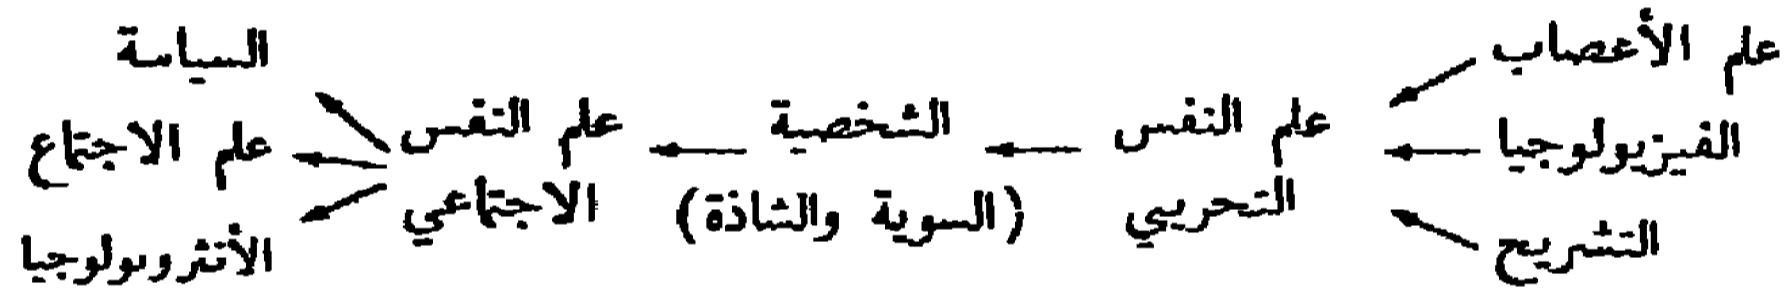 علم الأعصاب
الفيزيولوجيا
التشريح
علم النفس
التجريبي
الشخصية
(السوية والشاذة)
علم النفس
الاجتماعي
السياسة
علم الاجتماع
الأنثروبولوجيا